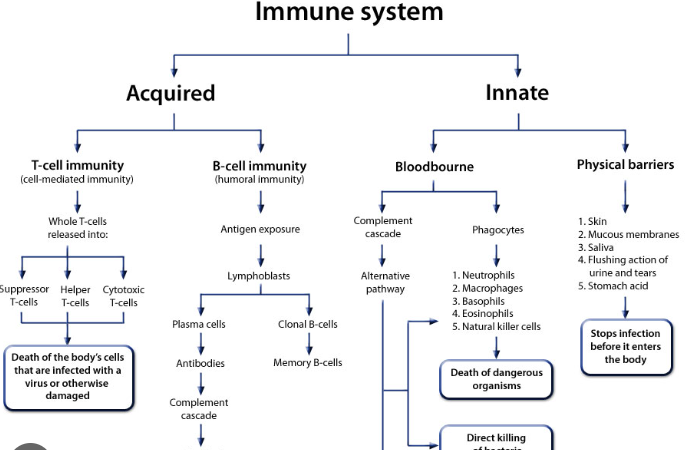 Immune system
Acquired
Innate
T-cell immunity
(cell-mediated immunity)
B-cell immunity
(humoral immunity)
Bloodbourne
Physical barriers
Whole T-cells
released into:
Antigen exposure
Complement
cascade
Phagocytes
1. Skin
2. Mucous membranes
3. Saliva
4. Flushing action of
urine and tears
5. Stomach acid
Suppressor
T-cells
Helper
T-cells
Cytotoxic
T-cells
Lymphoblasts
Alternative
pathway
1. Neutrophils
2. Macrophages
3. Basophils
4. Eosinophils
5. Natural killer cells
Plasma cells
Clonal B-cells
Stops infection
before it enters
the body
Death of the body's cells
that are infected with a
virus or otherwise
damaged
Antibodies
Memory B-cells
Death of dangerous
organisms
Complement
cascade
Direct killing
of bacteria